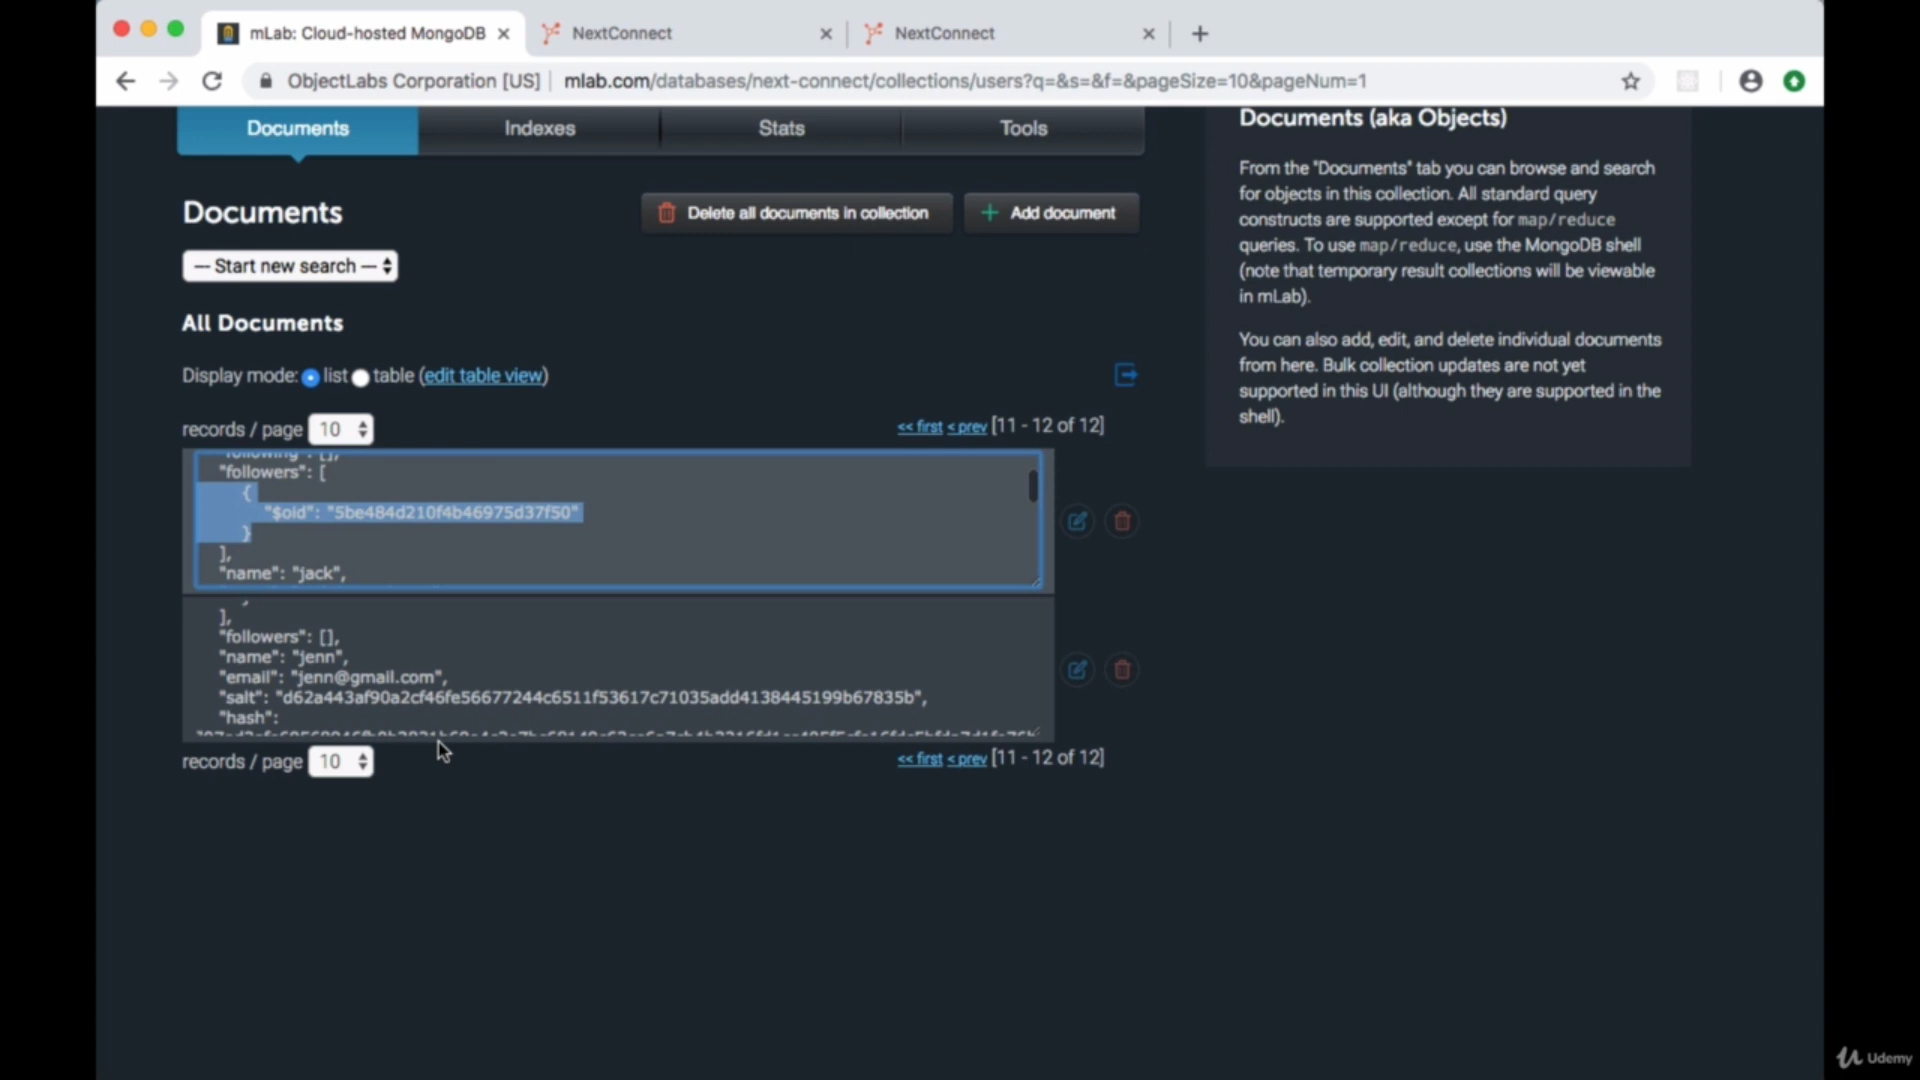 mLab: Cloud-hosted MongoDB
NextConnect
NextConnect
ObjectLabs Corporation [US]
mlab.com/databases/next-connect/collections/users?q=&s=&f=&pageSize=10&pageNum=1
Documents
Indexes
Stats
Tools
Documents
Delete all documents in collection
Add document
— Start new search —
All Documents
Display mode: list table (edit table view)
records / page 10
<< first < prev [11 - 12 of 12]
"following": [],
"followers": [
{
"$oid": "5be484d210f4b46975d37f50"
}
],
"name": "jack",
],
"followers": [],
"name": "jenn",
"email": "jenn@gmail.com",
"salt": "d62a443af90a2cf46fe56677244c6511f53617c71035add4138445199b67835b",
"hash":
records / page 10
<< first < prev [11 - 12 of 12]
Documents (aka Objects)
From the "Documents" tab you can browse and search
for objects in this collection. All standard query
constructs are supported except for map/reduce
queries. To use map/reduce, use the MongoDB shell
(note that temporary result collections will be viewable
in mLab).
You can also add, edit, and delete individual documents
from here. Bulk collection updates are not yet
supported in this UI (although they are supported in the
shell).
Udemy